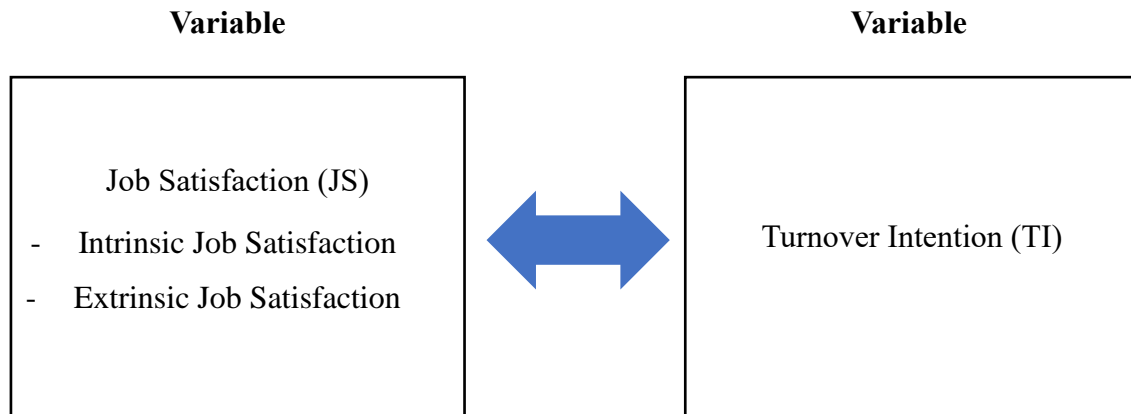 Variable
Variable
Job Satisfaction (JS)
- Intrinsic Job Satisfaction
- Extrinsic Job Satisfaction
Turnover Intention (TI)